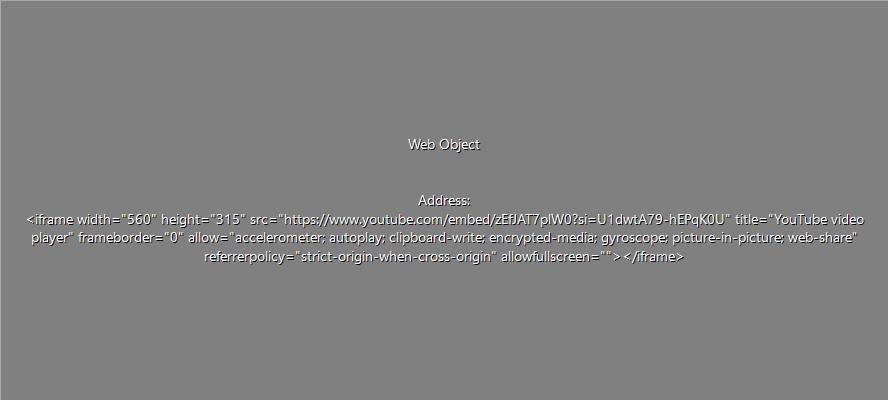 Web Object
Address:
<iframe width="560" height="315" src="https://www.youtube.com/embed/zEfJAT7plW0?si=U1dwtA79-hEPqK0U" title="YouTube video
player" frameborder="0" allow="accelerometer; autoplay; clipboard-write; encrypted-media; gyroscope; picture-in-picture; web-share"
referrerpolicy="strict-origin-when-cross-origin" allowfullscreen=""></iframe>